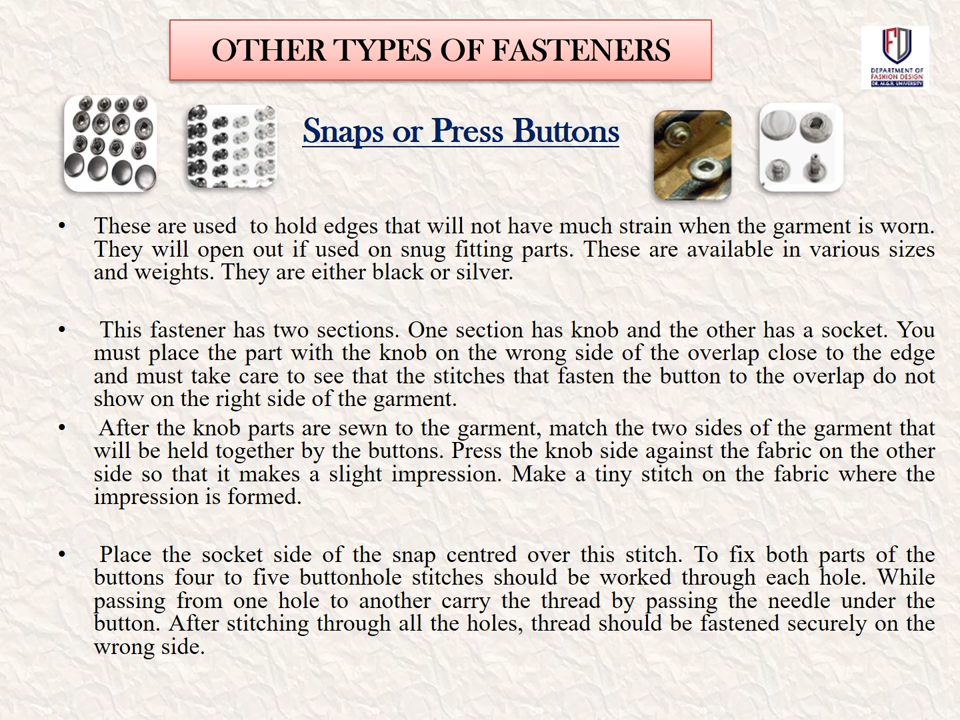 OTHER TYPES OF FASTENERS
FD
DEPARTMENT OF
FASHION DESIGN
DR. M.G.R. UNIVERSITY
Snaps or Press Buttons
• These are used  to hold edges that will not have much strain when the garment is worn.
They will open out if used on snug fitting parts. These are available in various sizes
and weights. They are either black or silver.
• This fastener has two sections. One section has knob and the other has a socket. You
must place the part with the knob on the wrong side of the overlap close to the edge
and must take care to see that the stitches that fasten the button to the overlap do not
show on the right side of the garment.
• After the knob parts are sewn to the garment, match the two sides of the garment that
will be held together by the buttons. Press the knob side against the fabric on the other
side so that it makes a slight impression. Make a tiny stitch on the fabric where the
impression is formed.
• Place the socket side of the snap centred over this stitch. To fix both parts of the
buttons four to five buttonhole stitches should be worked through each hole. While
passing from one hole to another carry the thread by passing the needle under the
button. After stitching through all the holes, thread should be fastened securely on the
wrong side.